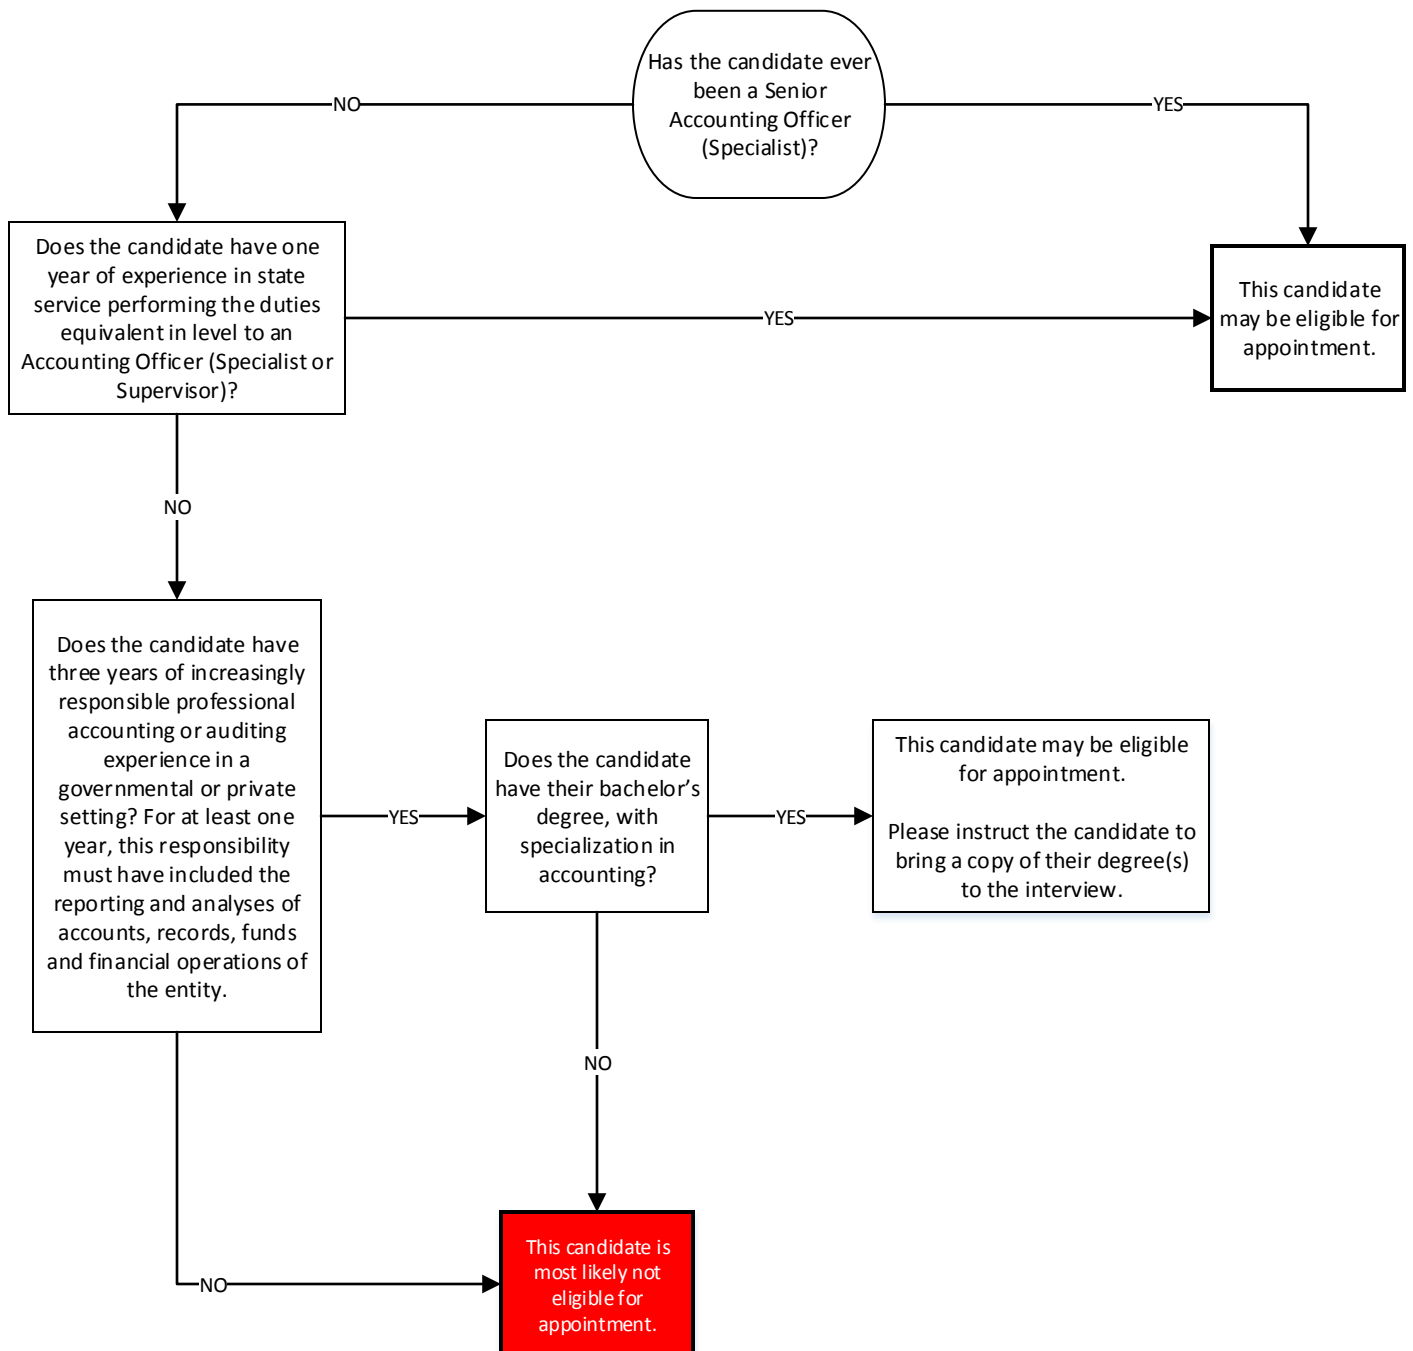 Has the candidate ever
been a Senior
Accounting Officer
(Specialist)?
NO
YES
Does the candidate have one
year of experience in state
service performing the duties
equivalent in level to an
Accounting Officer (Specialist or
Supervisor)?
YES
This candidate
may be eligible for
appointment.
NO
Does the candidate have
three years of increasingly
responsible professional
accounting or auditing
experience in a
governmental or private
setting? For at least one
year, this responsibility
must have included the
reporting and analyses of
accounts, records, funds
and financial operations of
the entity.
YES
Does the candidate
have their bachelor’s
degree, with
specialization in
accounting?
YES
This candidate may be eligible
for appointment.
Please instruct the candidate to
bring a copy of their degree(s)
to the interview.
NO
NO
This candidate is
most likely not
eligible for
appointment.